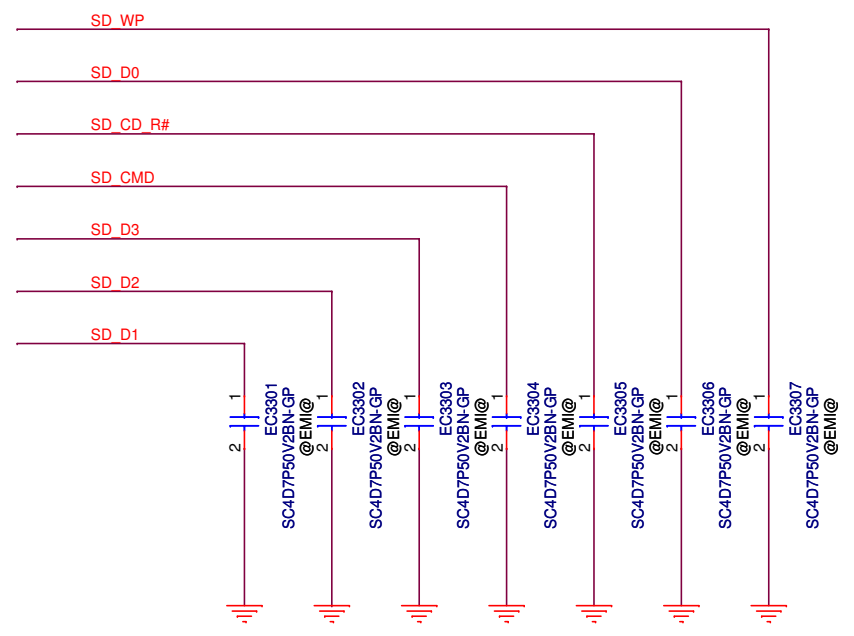 SD_WP
SD_D0
SD_CD_R#
SD_CMD
SD_D3
SD_D2
SD_D1
1
2
EC3301
SC4D7P50V2BN-GP
@EMI@
1
2
EC3302
SC4D7P50V2BN-GP
@EMI@
1
2
EC3303
SC4D7P50V2BN-GP
@EMI@
1
2
EC3304
SC4D7P50V2BN-GP
@EMI@
1
2
EC3305
SC4D7P50V2BN-GP
@EMI@
1
2
EC3306
SC4D7P50V2BN-GP
@EMI@
1
2
EC3307
SC4D7P50V2BN-GP
@EMI@